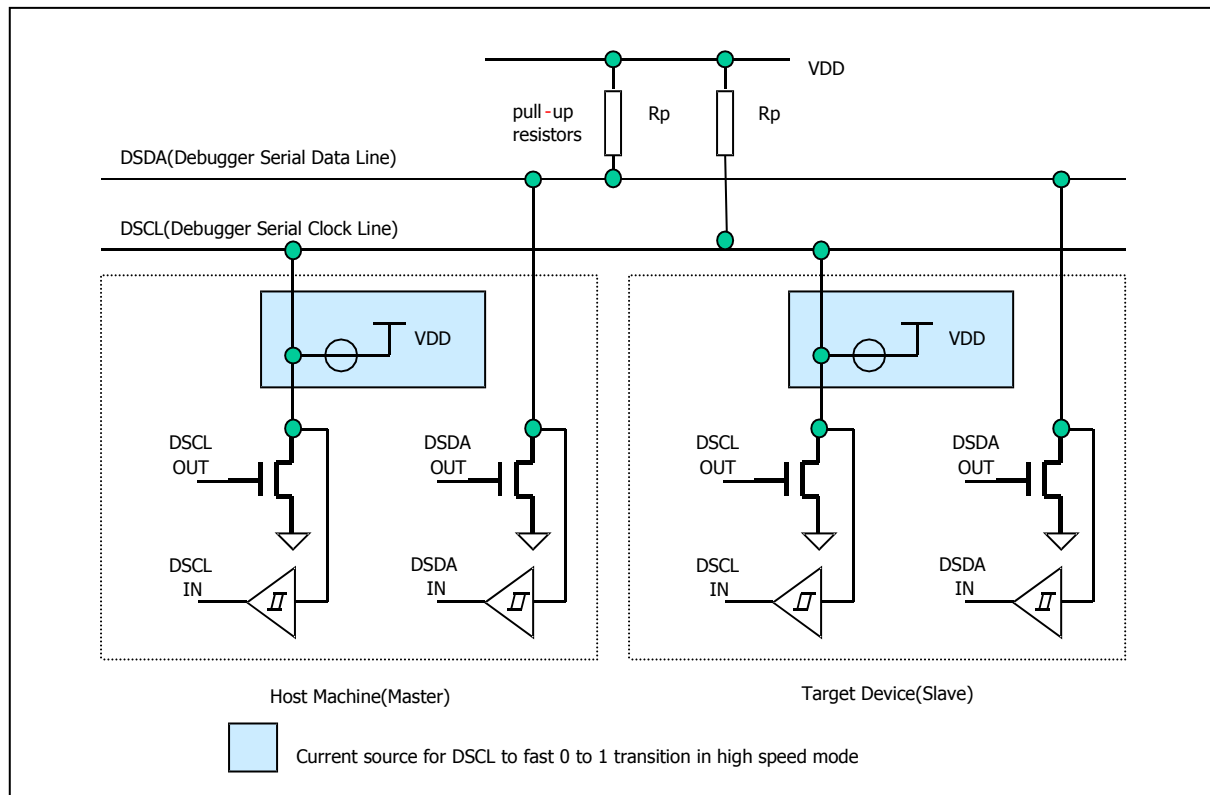 VDD
pull-up
resistors
Rp
Rp
DSDA(Debugger Serial Data Line)
DSCL(Debugger Serial Clock Line)
VDD
VDD
DSCL
OUT
DSDA
OUT
DSCL
OUT
DSDA
OUT
DSCL
IN
DSDA
IN
DSCL
IN
DSDA
IN
Host Machine(Master)
Target Device(Slave)
Current source for DSCL to fast 0 to 1 transition in high speed mode